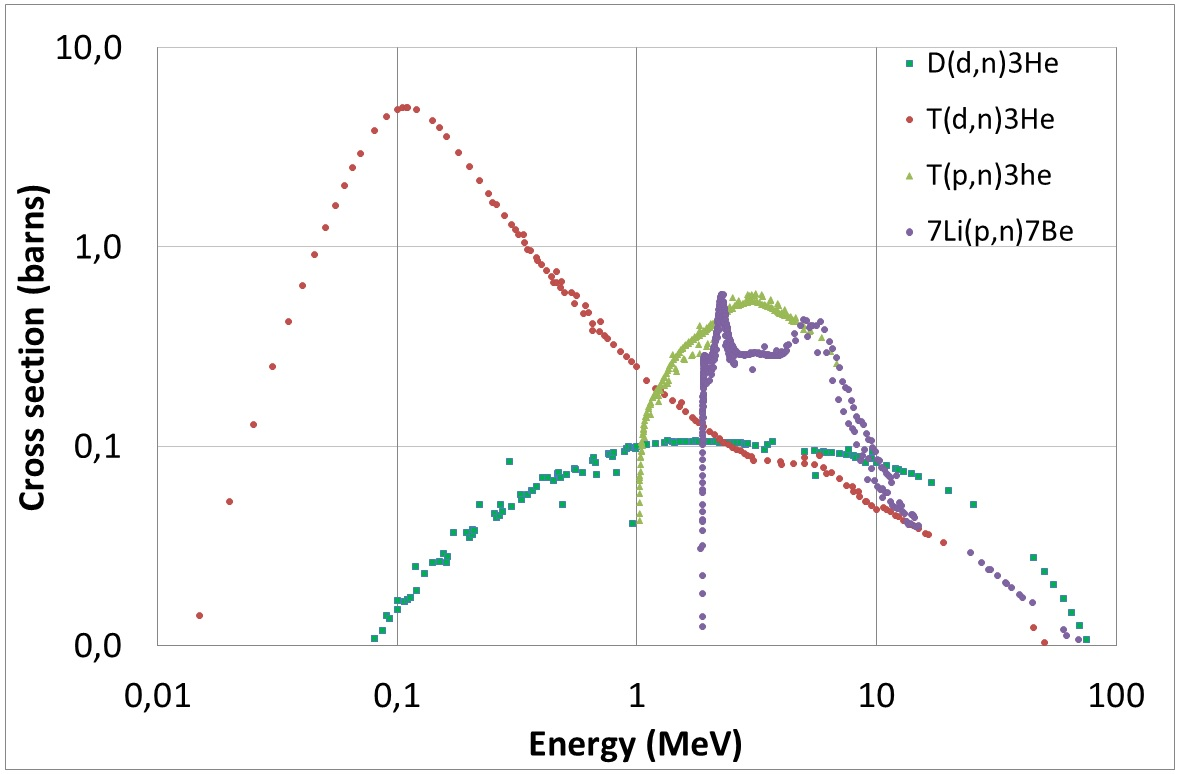 10,0
1,0
0,1
0,0
0,01
0,1
1
10
100
Cross section (barns)
Energy (MeV)
D(d,n)3He
T(d,n)3He
T(p,n)3he
7Li(p,n)7Be